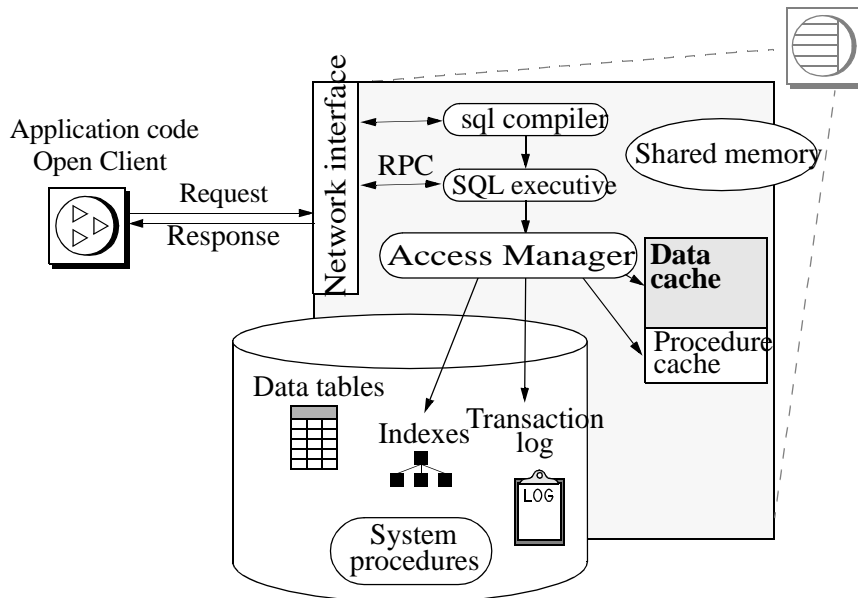 Application code
Open Client
Request
Response
Network interface
sql compiler
RPC
SQL executive
Shared memory
Access Manager
Data
cache
Procedure
cache
Data tables
Indexes
Transaction
log
LOG
System
procedures